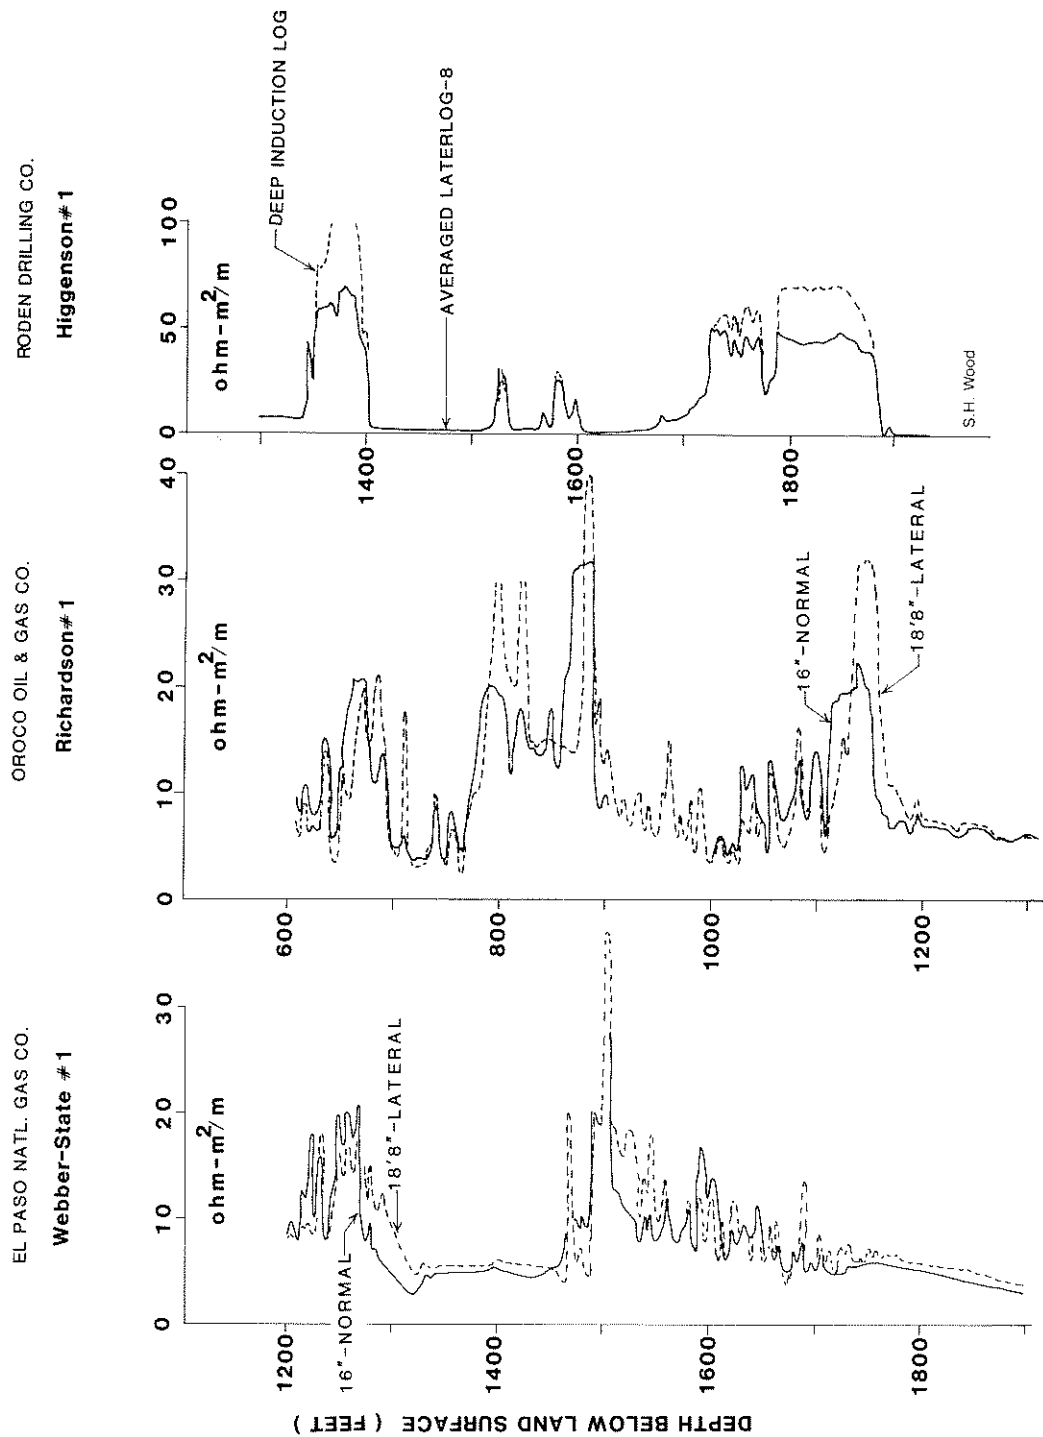 EL PASO NATL. GAS CO.
Webber-State #1
ohm-m²/m
0
10
20
30
16"-NORMAL
18'8"-LATERAL
1200
1400
1600
1800
DEPTH BELOW LAND SURFACE ( FEET )
OROCO OIL & GAS CO.
Richardson#1
ohm-m²/m
0
10
20
30
40
16"-NORMAL
18'8"-LATERAL
600
800
1000
1200
RODEN DRILLING CO.
Higgenson#1
ohm-m²/m
0
50
100
DEEP INDUCTION LOG
AVERAGED LATERLOG-8
1400
1600
1800
S.H. Wood